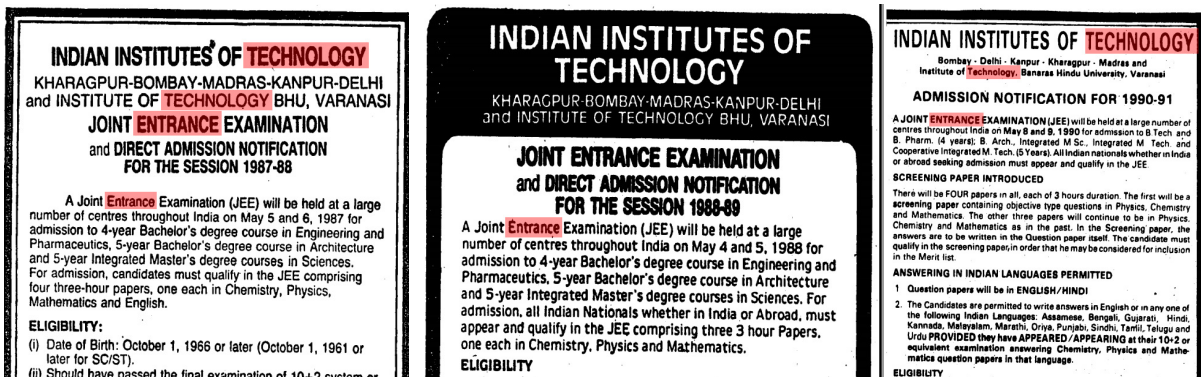 INDIAN INSTITUTES OF TECHNOLOGY
KHARAGPUR-BOMBAY-MADRAS-KANPUR-DELHI
and INSTITUTE OF TECHNOLOGY BHU, VARANASI
JOINT ENTRANCE EXAMINATION
and DIRECT ADMISSION NOTIFICATION
FOR THE SESSION 1987-88
A Joint Entrance Examination (JEE) will be held at a large
number of centres throughout India on May 5 and 6, 1987 for
admission to 4-year Bachelor's degree course in Engineering and
Pharmaceutics, 5-year Bachelor's degree course in Architecture
and 5-year Integrated Master's degree courses in Sciences.
For admission, candidates must qualify in the JEE comprising
four three-hour papers, one each in Chemistry, Physics,
Mathematics and English.
ELIGIBILITY:
(i) Date of Birth: October 1, 1966 or later (October 1, 1961 or
later for SC/ST).
(ii) Should have passed the final examination of 10+2 system or
INDIAN INSTITUTES OF
TECHNOLOGY
KHARAGPUR-BOMBAY-MADRAS-KANPUR-DELHI
and INSTITUTE OF TECHNOLOGY BHU, VARANASI
JOINT ENTRANCE EXAMINATION
and DIRECT ADMISSION NOTIFICATION
FOR THE SESSION 1988-89
A Joint Entrance Examination (JEE) will be held at a large
number of centres throughout India on May 4 and 5, 1988 for
admission to 4-year Bachelor's degree course in Engineering and
Pharmaceutics, 5-year Bachelor's degree course in Architecture
and 5-year Integrated Master's degree courses in Sciences. For
admission, all Indian Nationals whether in India or Abroad, must
appear and qualify in the JEE comprising three 3 hour Papers,
one each in Chemistry, Physics and Mathematics.
ELIGIBILITY
INDIAN INSTITUTES OF TECHNOLOGY
Bombay - Delhi - Kanpur - Kharagpur - Madras and
Institute of Technology, Banaras Hindu University, Varanasi
ADMISSION NOTIFICATION FOR 1990-91
A JOINT ENTRANCE EXAMINATION (JEE) will be held at a large number of
centres throughout India on May 8 and 9, 1990 for admission to B.Tech. and
B. Pharm. (4 years); B. Arch., Integrated M.Sc., Integrated M. Tech. and
Cooperative Integrated M. Tech. (5 Years). All Indian nationals whether in India
or abroad seeking admission must appear and qualify in the JEE.
SCREENING PAPER INTRODUCED
There will be FOUR papers in all, each of 3 hours duration. The first will be a
screening paper containing objective type questions in Physics, Chemistry
and Mathematics. The other three papers will continue to be in Physics,
Chemistry and Mathematics as in the past. In the Screening paper, the
answers are to be written in the Question paper itself. The candidate must
qualify in the screening paper, in order that he may be considered for inclusion
in the Merit list.
ANSWERING IN INDIAN LANGUAGES PERMITTED
1 Question papers will be in ENGLISH/HINDI
2. The Candidates are permitted to write answers in English or in any one of
the following Indian Languages: Assamese, Bengali, Gujarati, Hindi,
Kannada, Malayalam, Marathi, Oriya, Punjabi, Sindhi, Tamil, Telugu and
Urdu PROVIDED they have APPEARED/APPEARING at their 10+2 or
equivalent examination answering Chemistry, Physics and Mathe-
matics question papers in that language.
ELIGIBILITY